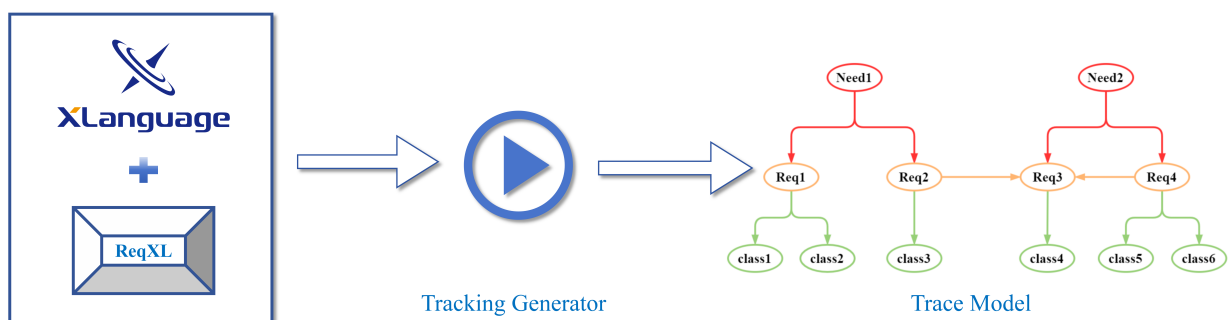 XLanguage
ReqXL
Tracking Generator
Need1 Need2
Req1 Req2 Req3 Req4
class1 class2 class3 class4 class5 class6
Trace Model